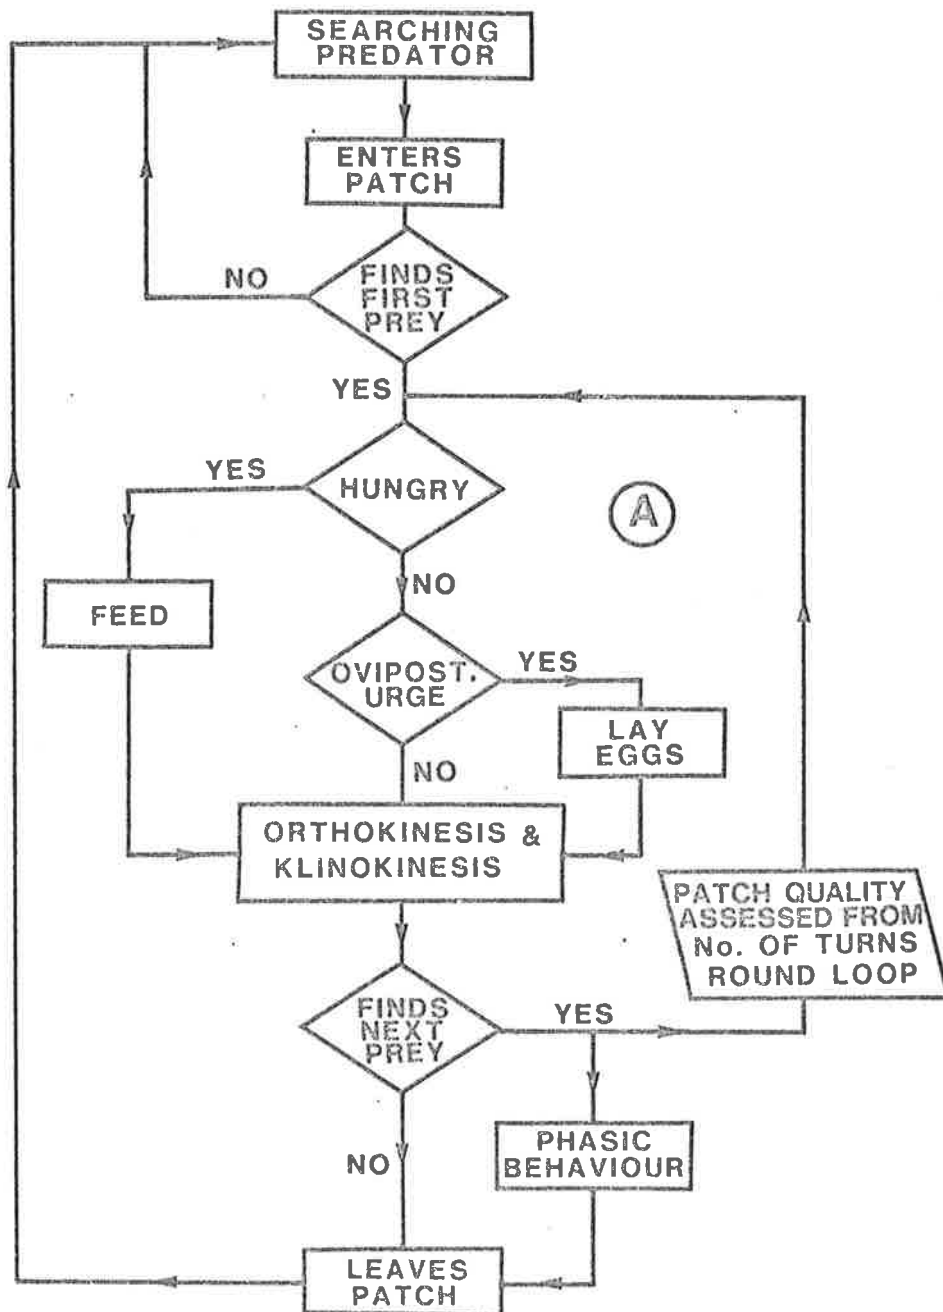 SEARCHING
PREDATOR
ENTERS
PATCH
NO
FINDS
FIRST
PREY
YES
YES
HUNGRY
A
NO
FEED
OVIPOST.
URGE
YES
LAY
EGGS
NO
ORTHOKINESIS &
KLINOKINESIS
PATCH QUALITY
ASSESSED FROM
No. OF TURNS
ROUND LOOP
FINDS
NEXT
PREY
YES
NO
PHASIC
BEHAVIOUR
LEAVES
PATCH